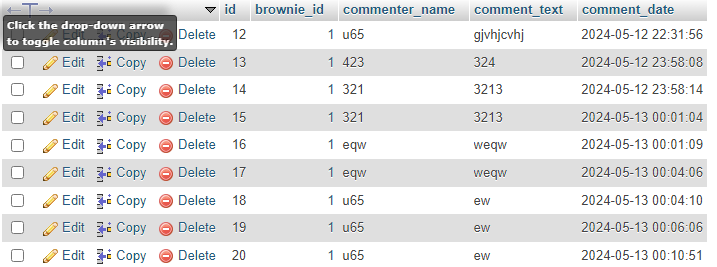 id brownie_id commenter_name comment_text comment_date
Click the drop-down arrow
to toggle column's visibility.
Delete 12 1 u65 gjvhjcvhj 2024-05-12 22:31:56
Edit Copy Delete 13 1 423 324 2024-05-12 23:58:08
Edit Copy Delete 14 1 321 3213 2024-05-12 23:58:14
Edit Copy Delete 15 1 321 3213 2024-05-13 00:01:04
Edit Copy Delete 16 1 eqw weqw 2024-05-13 00:01:09
Edit Copy Delete 17 1 eqw weqw 2024-05-13 00:04:06
Edit Copy Delete 18 1 u65 ew 2024-05-13 00:04:10
Edit Copy Delete 19 1 u65 ew 2024-05-13 00:06:06
Edit Copy Delete 20 1 u65 ew 2024-05-13 00:10:51